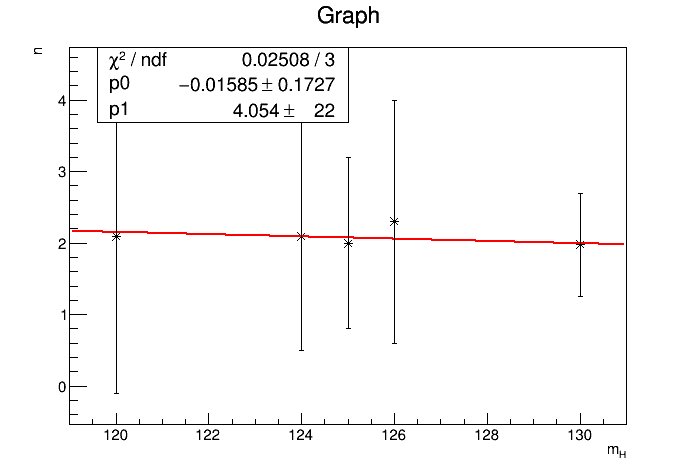 Graph
n
χ² / ndf 0.02508 / 3
p0 −0.01585 ± 0.1727
p1 4.054 ± 22
4
3
2
1
0
120 122 124 126 128 130
m_H